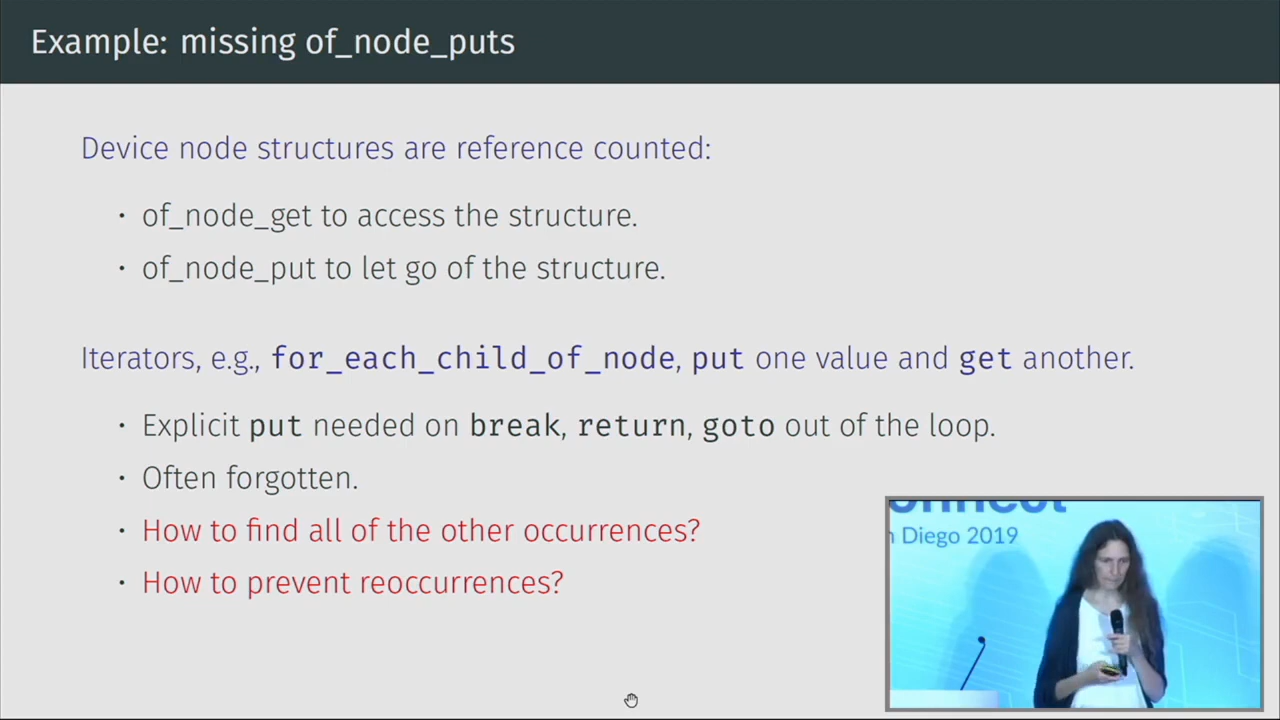 Example: missing of_node_puts
Device node structures are reference counted:
· of_node_get to access the structure.
· of_node_put to let go of the structure.
Iterators, e.g., for_each_child_of_node, put one value and get another.
· Explicit put needed on break, return, goto out of the loop.
· Often forgotten.
· How to find all of the other occurrences?
· How to prevent reoccurrences?
Diego 2019